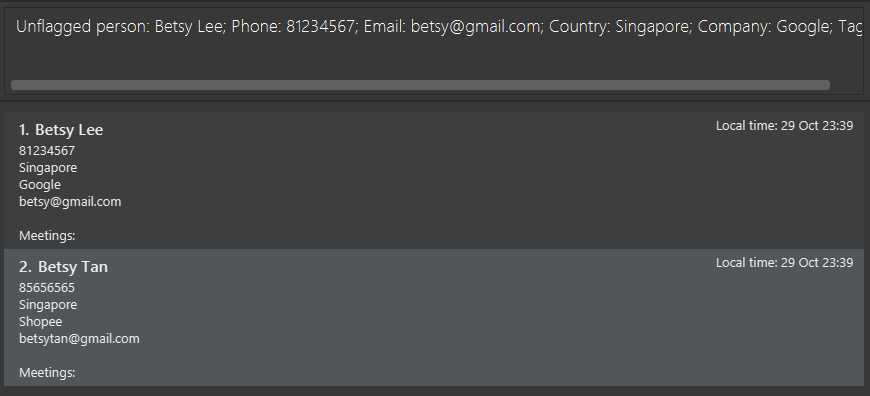 Unflagged person: Betsy Lee; Phone: 81234567; Email: betsy@gmail.com; Country: Singapore; Company: Google; Tag
1. Betsy Lee
Local time: 29 Oct 23:39
81234567
Singapore
Google
betsy@gmail.com
Meetings:
2. Betsy Tan
Local time: 29 Oct 23:39
85656565
Singapore
Shopee
betsytan@gmail.com
Meetings: